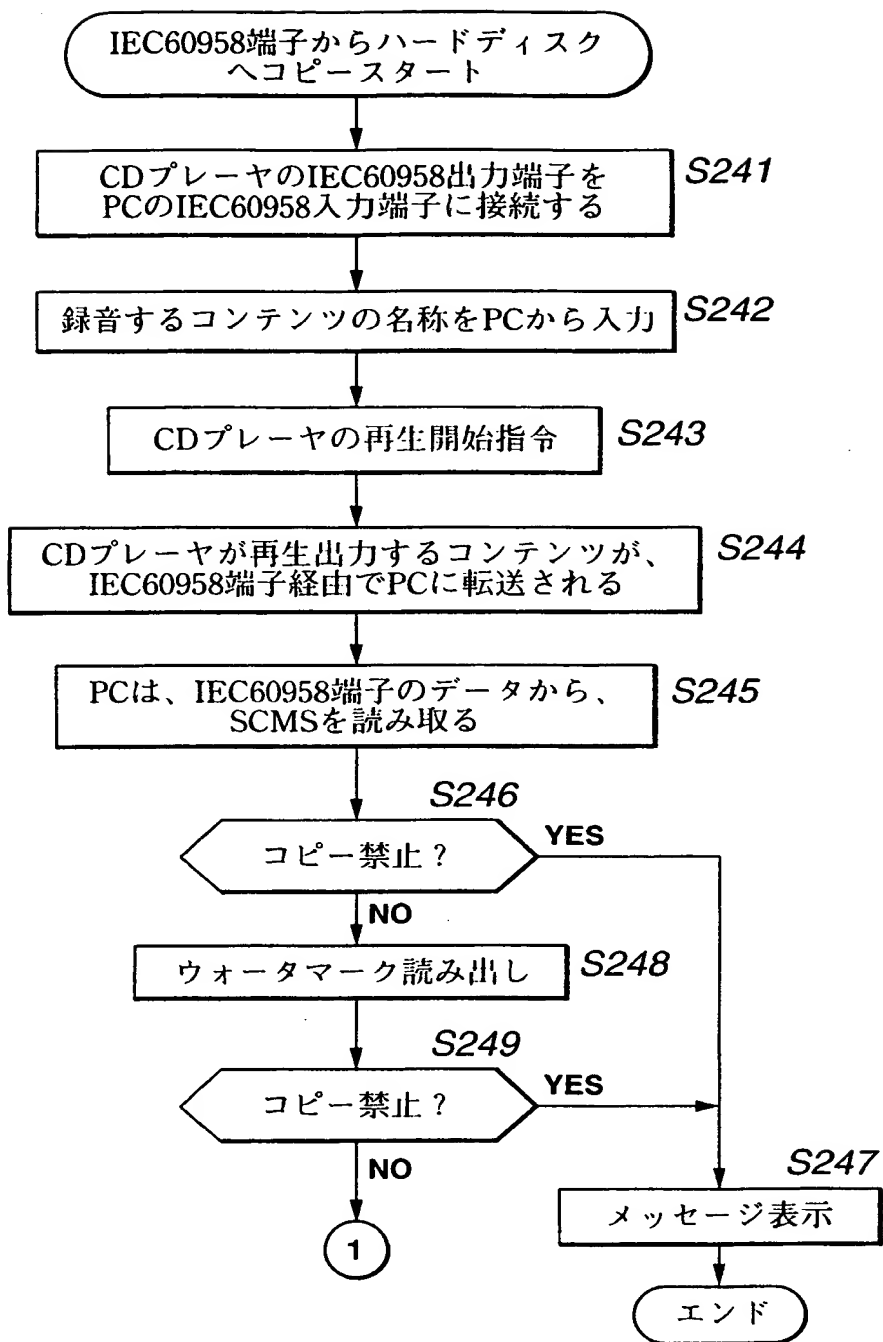 IEC60958端子からハードディスク
へコピースタート
CDプレーヤのIEC60958出力端子を
PCのIEC60958入力端子に接続する
S241
録音するコンテンツの名称をPCから入力
S242
CDプレーヤの再生開始指令
S243
CDプレーヤが再生出力するコンテンツが、
IEC60958端子経由でPCに転送される
S244
PCは、IEC60958端子のデータから、
SCMSを読み取る
S245
S246
コピー禁止?
YES
NO
ウォータマーク読み出し
S248
S249
コピー禁止?
YES
NO
S247
メッセージ表示
1
エンド